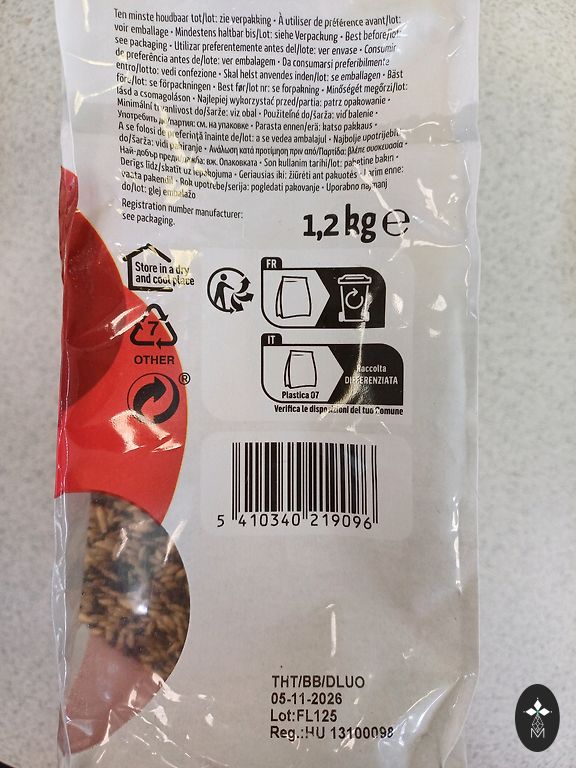 Ten minste houdbaar tot/lot: zie verpakking • À utiliser de préférence avant/lot:
voir emballage • Mindestens haltbar bis/Lot: siehe Verpackung • Best before/lot:
see packaging • Utilizar preferentemente antes del/lote: ver envase • Consumir
de preferência antes de/lote: ver embalagem • Da consumarsi preferibilmente
entro/lotto: vedi confezione • Skal helst anvendes inden/lot: se emballagen • Bäst
före/lot: se förpackningen • Best før/lot nr: se forpakning • Minőségét megőrzi/lot:
lásd a csomagoláson • Najlepiej wykorzystać przed/partia: patrz opakowanie •
Minimální trvanlivost do/šarže: viz obal • Použiteľné do/šarža: viď balenie •
Употребить до/партия: см. на упаковке • Parasta ennen/erä: katso pakkaus •
A se folosi de preferință înainte de/lot: a se vedea ambalajul • Najbolje upotrijebiti
do/šarža: vidi pakiranje • Ανάλωση κατά προτίμηση πριν από/Παρτίδα: βλέπε συσκευασία •
Най-добър преди/партида: вж. Опаковката • Son kullanım tarihi/lot: paketine bakın •
Derīgs līdz/skatīt uz iepakojuma • Geriausias iki: žiūrėti ant pakuotės • Parim enne:
vaata pakendil • Rok upotrebe/serija: pogledati pakovanje • Uporabno najmanj
do/lot: glej embalažo
Registration number manufacturer:
see packaging.
1,2 kg ℮
Store in a dry
and cool place
FR
7
OTHER
®
IT
Plastica 07
Raccolta
DIFFERENZIATA
Verifica le disposizioni del tuo Comune
5 410340 219096
THT/BB/DLUO
05-11-2026
Lot:FL125
Reg.:HU 13100098
M